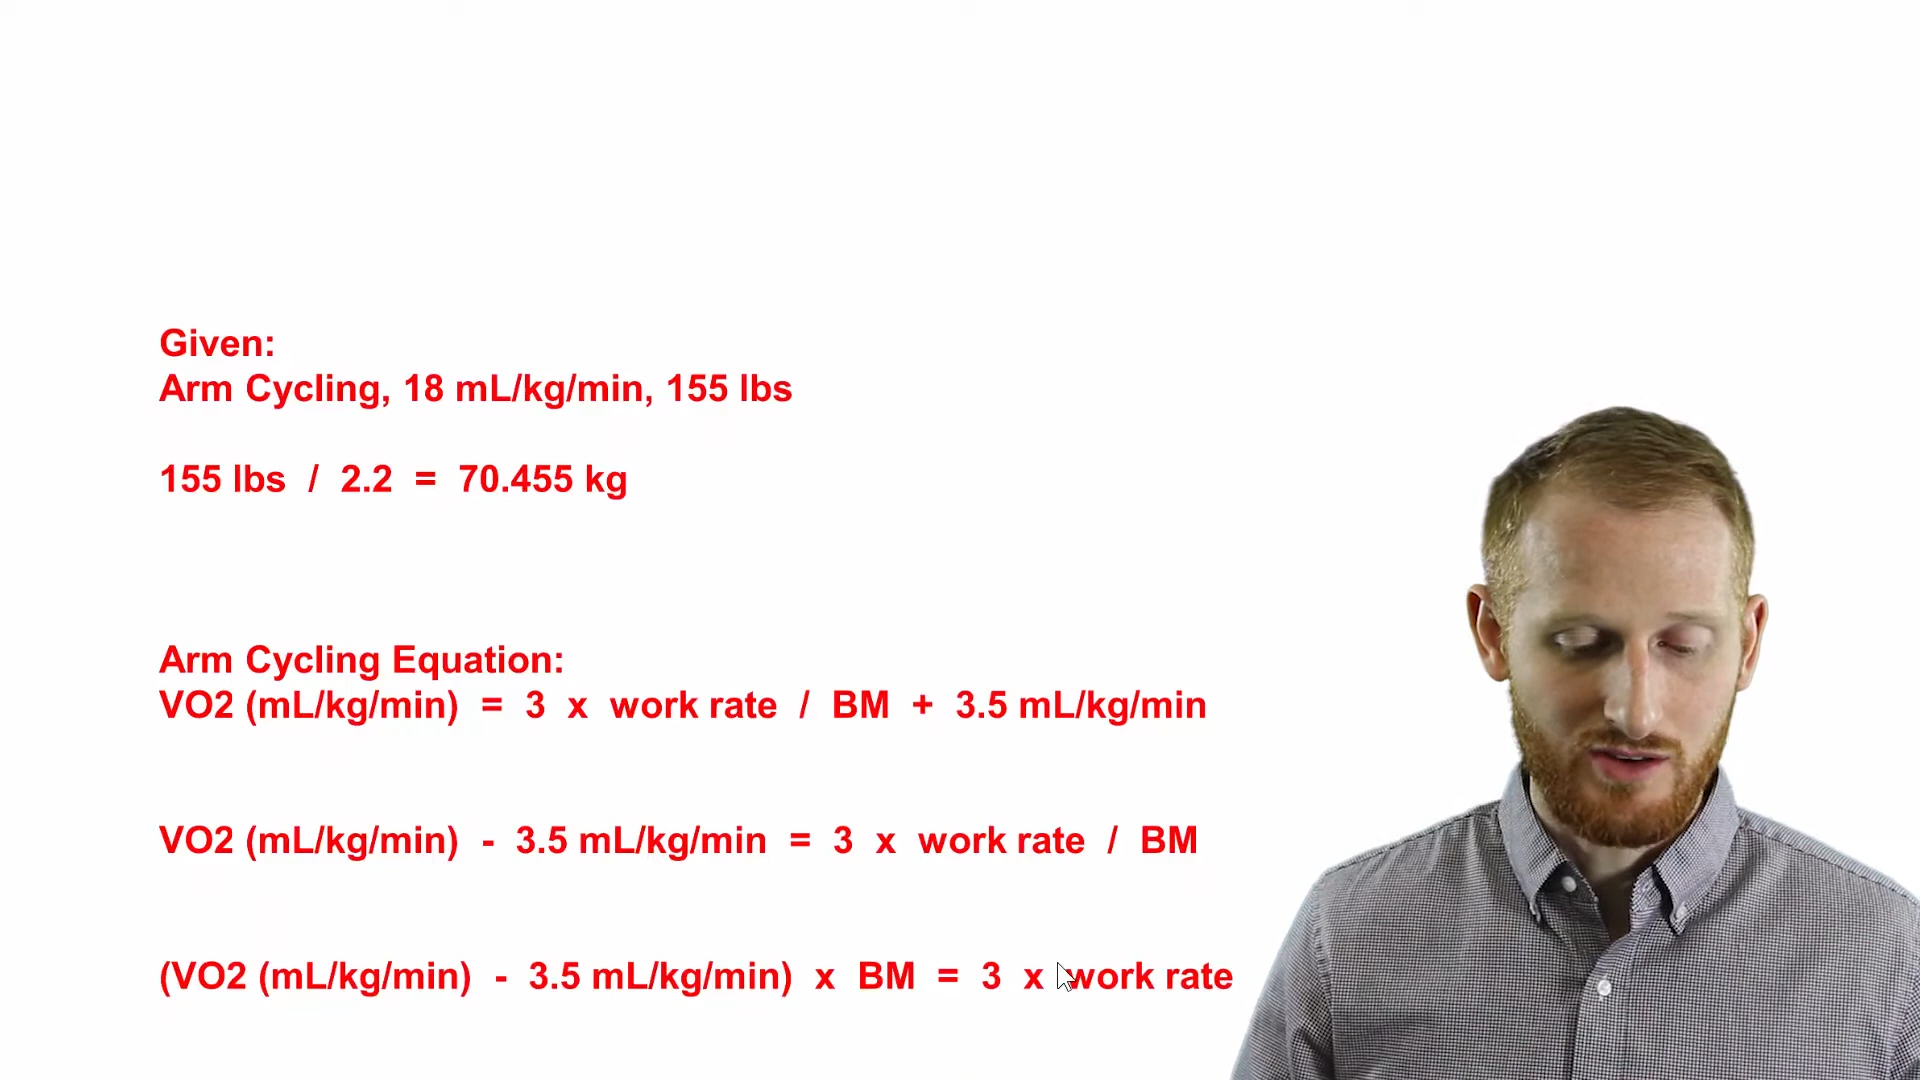 Given:
Arm Cycling, 18 mL/kg/min, 155 lbs
155 lbs / 2.2 = 70.455 kg
Arm Cycling Equation:
VO2 (mL/kg/min) = 3 x work rate / BM + 3.5 mL/kg/min
VO2 (mL/kg/min) - 3.5 mL/kg/min = 3 x work rate / BM
(VO2 (mL/kg/min) - 3.5 mL/kg/min) x BM = 3 x work rate